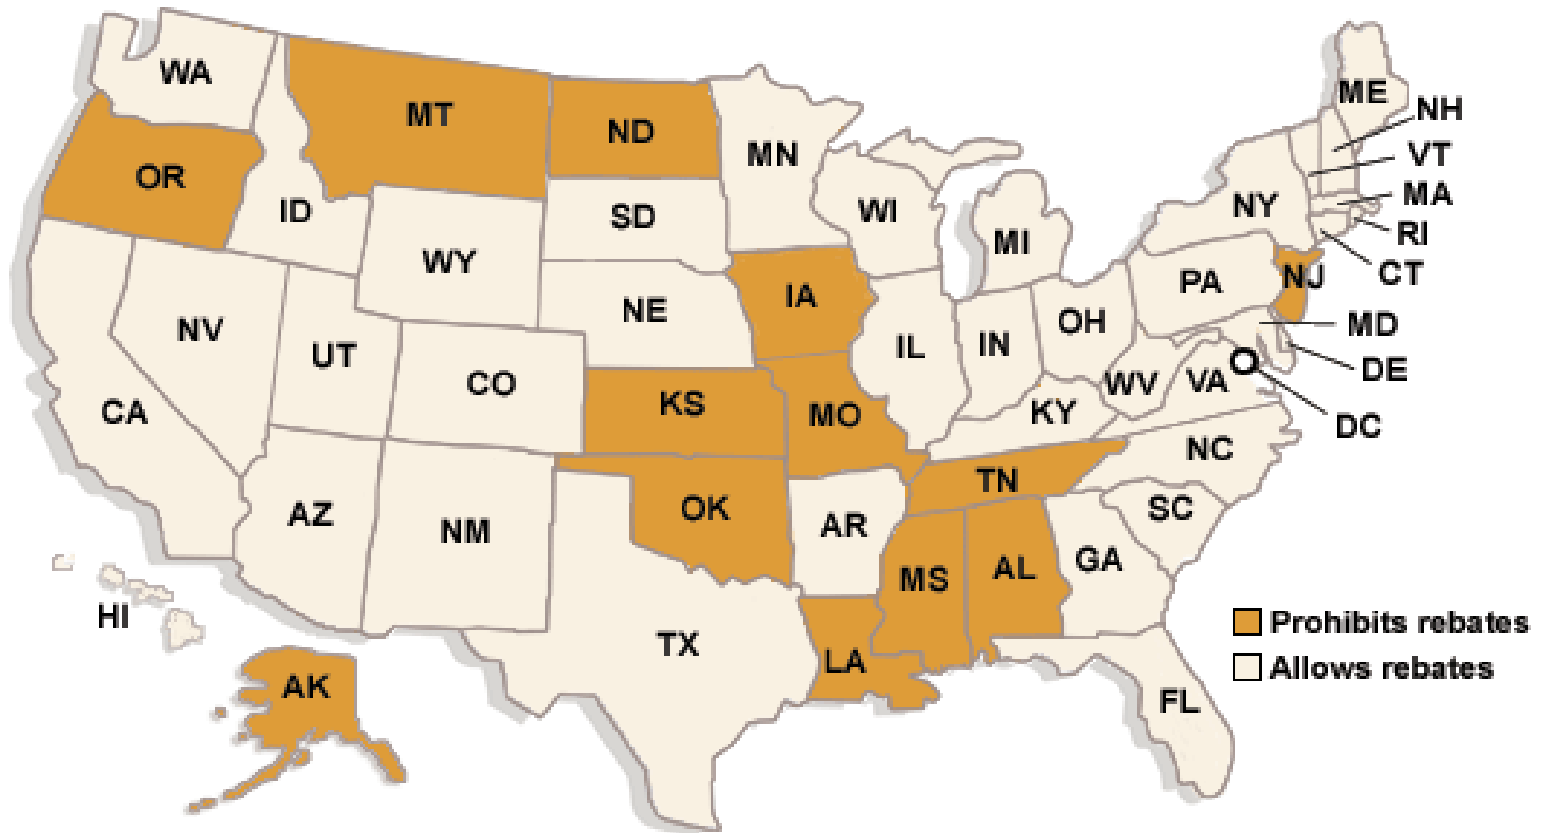 WA
MT
ND
MN
ME
NH
VT
MA
RI
CT
OR
ID
SD
WI
MI
NY
WY
IA
PA
NJ
NE
NV
UT
CO
IL
IN
OH
MD
DE
DC
WV
VA
CA
KS
MO
KY
NC
AZ
NM
OK
AR
TN
SC
MS
AL
GA
HI
TX
LA
AK
FL
Prohibits rebates
Allows rebates